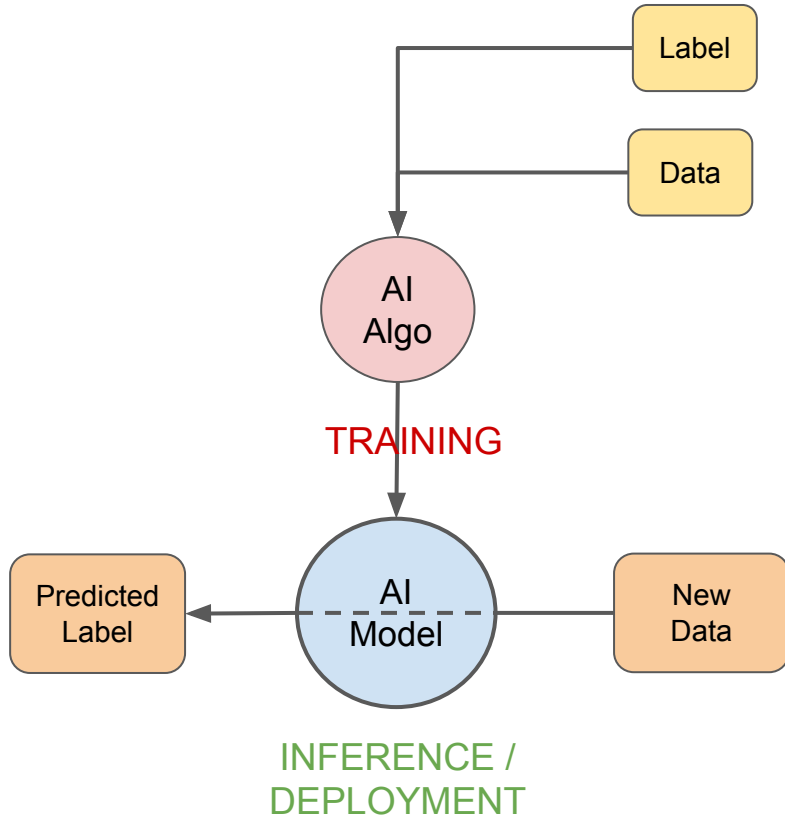 Label
Data
AI
Algo
TRAINING
Predicted
Label
AI
Model
New
Data
INFERENCE /
DEPLOYMENT